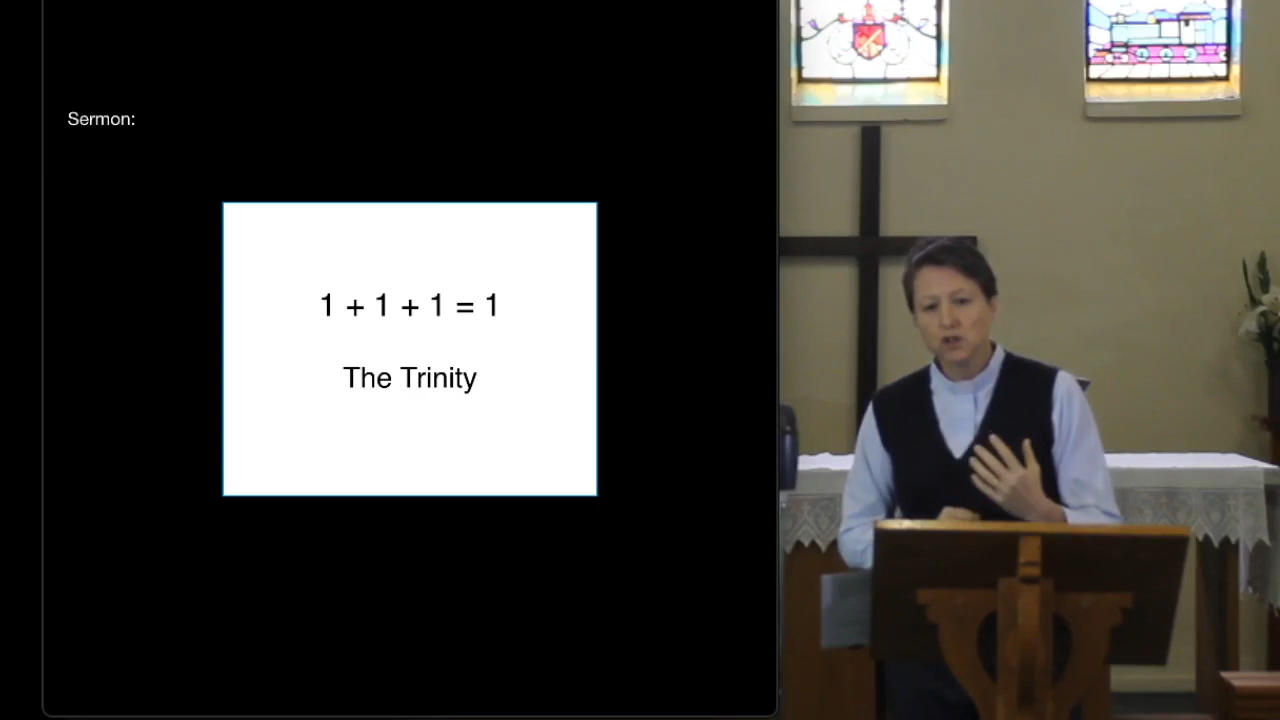 Sermon:
1 + 1 + 1 = 1
The Trinity